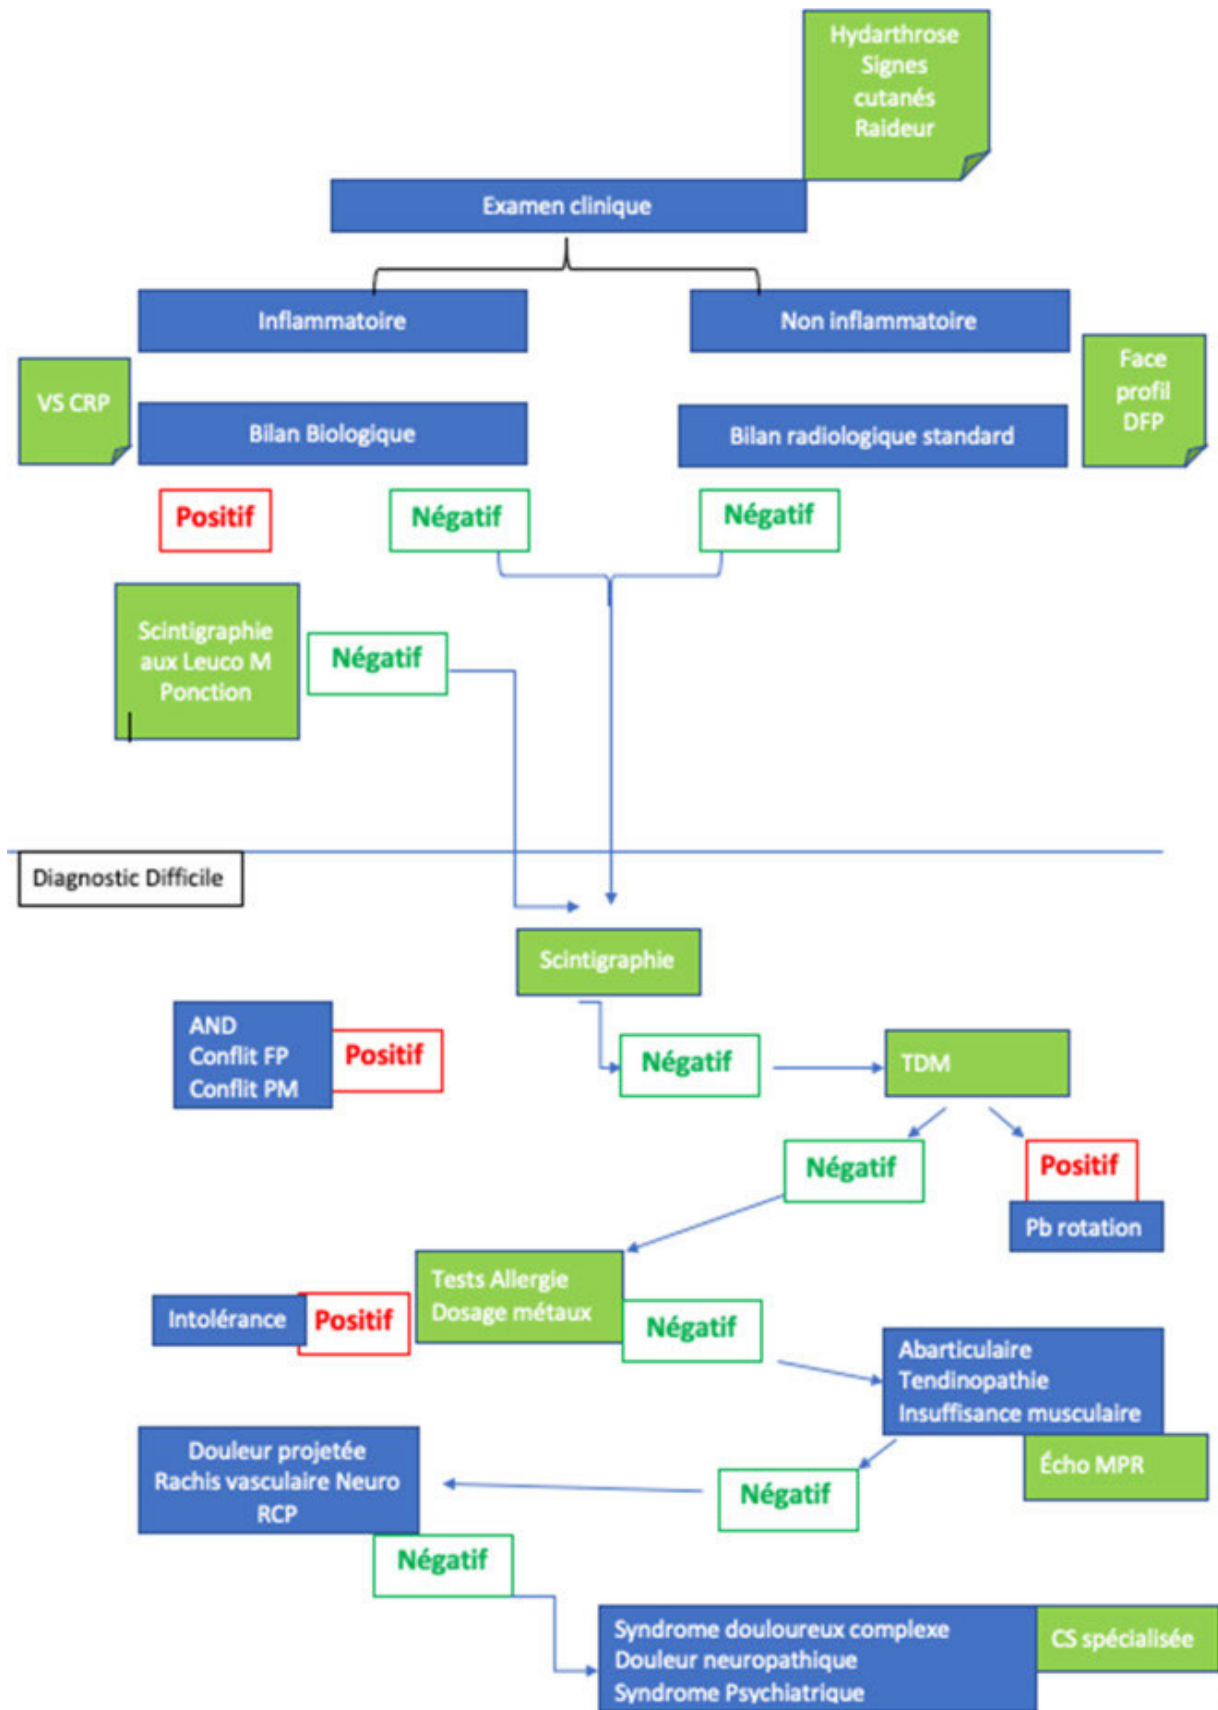 Hydarthrose
Signes
cutanés
Raideur
Examen clinique
Inflammatoire
Non inflammatoire
VS CRP
Bilan Biologique
Bilan radiologique standard
Face
profil
DFP
Positif
Négatif
Négatif
Scintigraphie
aux Leuco M
Ponction
Négatif
Diagnostic Difficile
Scintigraphie
AND
Conflit FP
Conflit PM
Positif
Négatif
TDM
Négatif
Positif
Pb rotation
Tests Allergie
Dosage métaux
Intolérance
Positif
Négatif
Abarticulaire
Tendinopathie
Insuffisance musculaire
Écho MPR
Négatif
Douleur projetée
Rachis vasculaire Neuro
RCP
Négatif
Syndrome douloureux complexe
Douleur neuropathique
Syndrome Psychiatrique
CS spécialisée